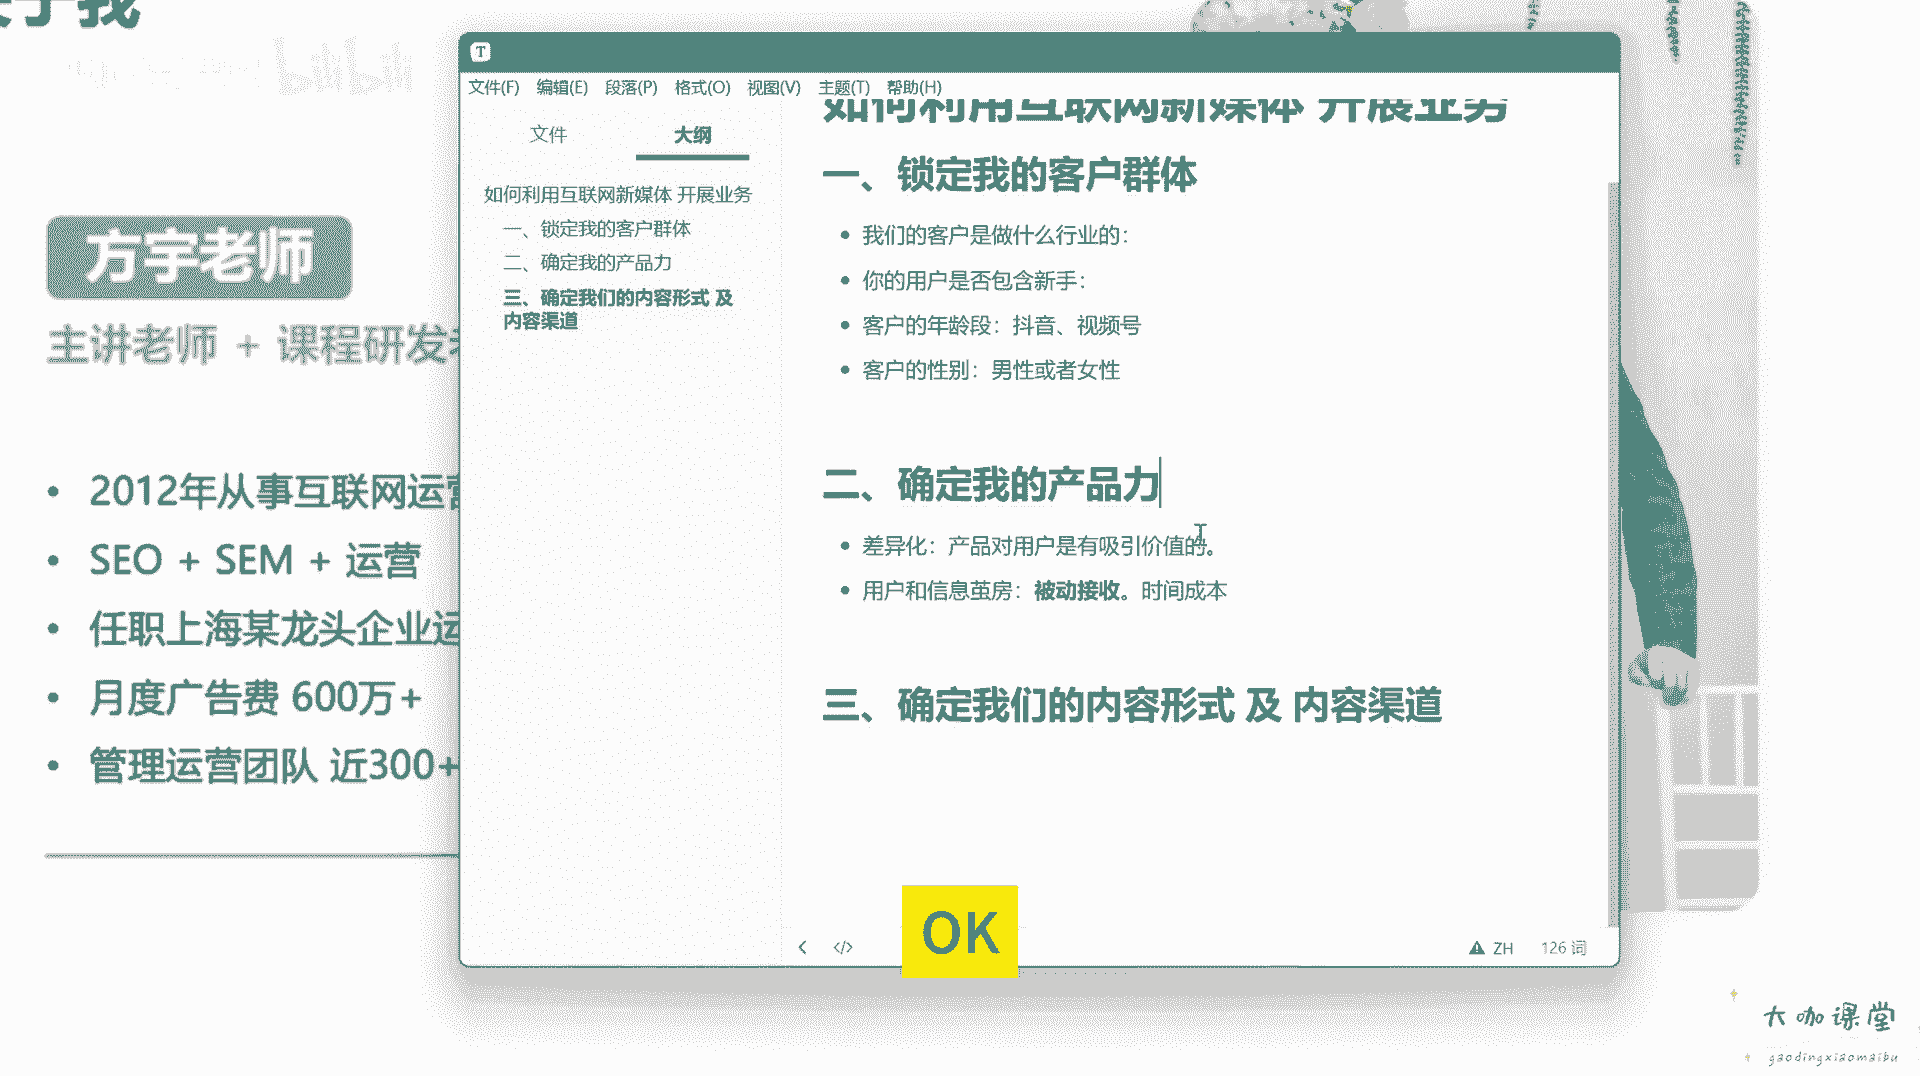 关于我
bilibili
方宇老师
主讲老师 + 课程研发
• 2012年从事互联网运营
• SEO + SEM + 运营
• 任职上海某龙头企业运
• 月度广告费 600万+
• 管理运营团队 近300+
T
文件(F) 编辑(E) 段落(P) 格式(O) 视图(V) 主题(T) 帮助(H)
文件 大纲
如何利用互联网新媒体 开展业务
一、锁定我的客户群体
二、确定我的产品力
三、确定我们的内容形式 及
内容渠道
如何利用互联网新媒体 开展业务
一、锁定我的客户群体
• 我们的客户是做什么行业的：
• 你的用户是否包含新手：
• 客户的年龄段：抖音、视频号
• 客户的性别：男性或者女性
二、确定我的产品力
• 差异化：产品对用户是有吸引价值的。
• 用户和信息茧房：被动接收。时间成本
三、确定我们的内容形式 及 内容渠道
OK
ZH 126 词
大咖课堂
gaodingxiaomaibu